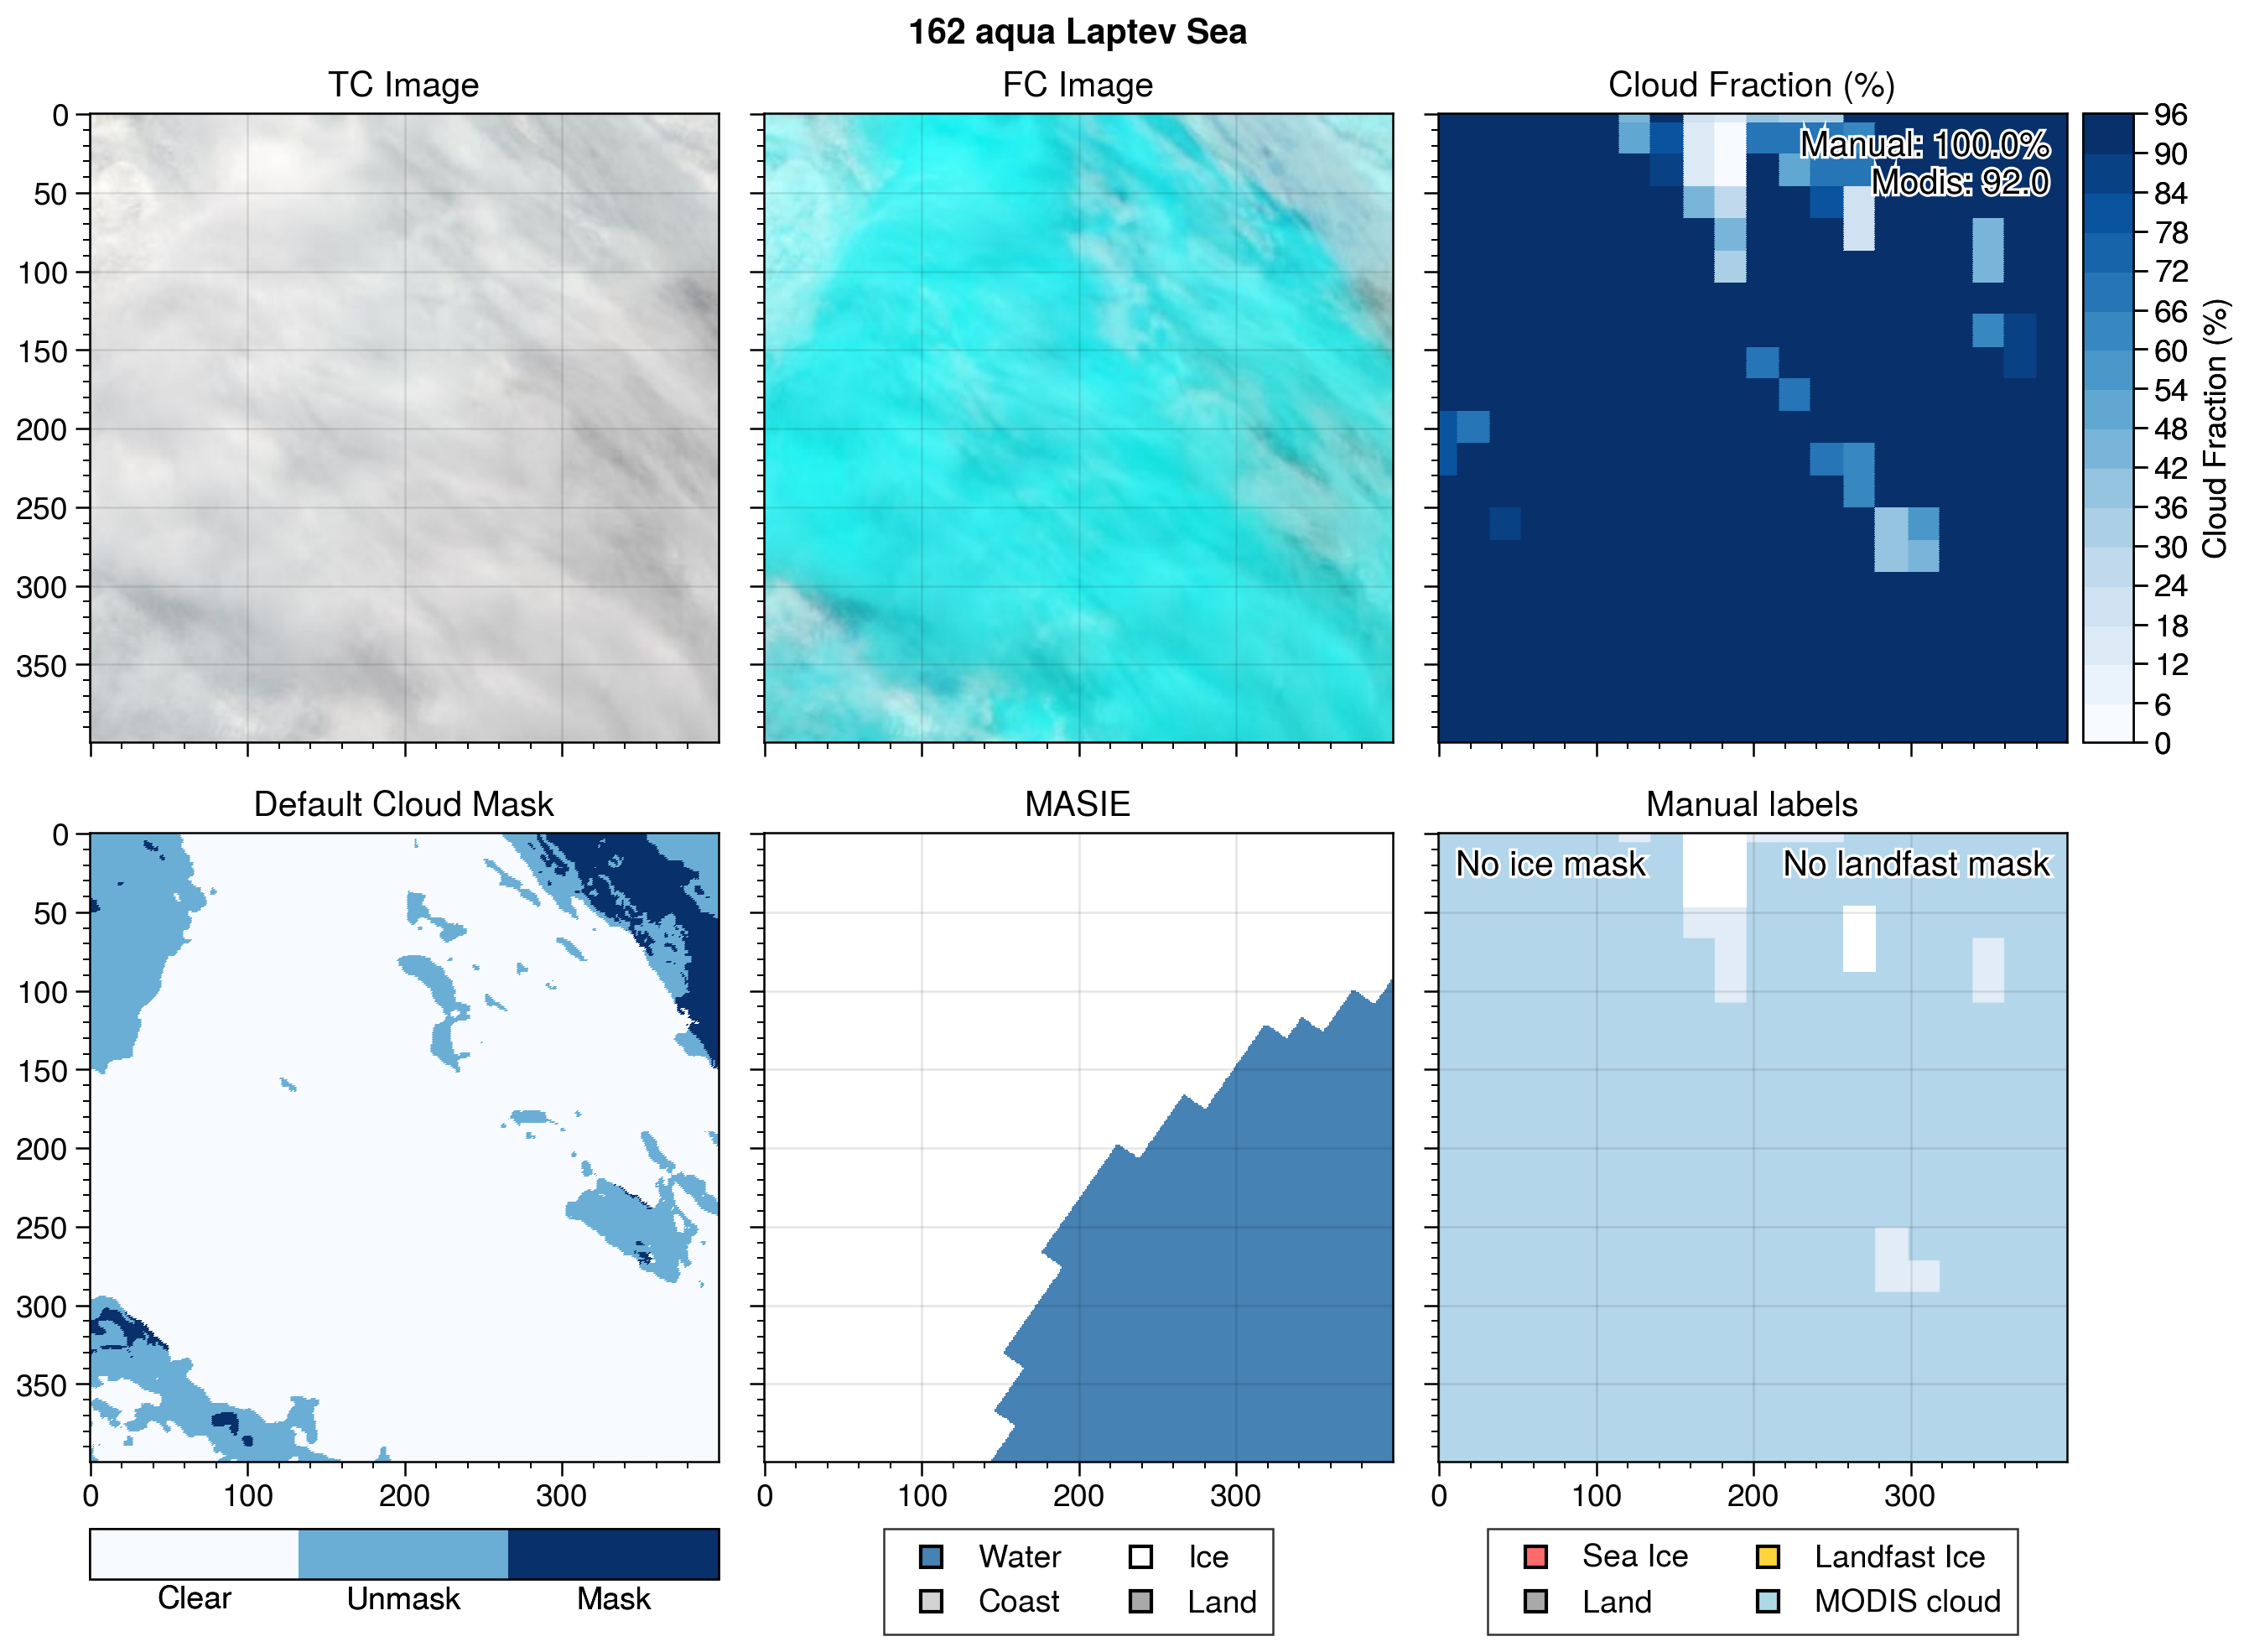 162 aqua Laptev Sea
TC Image
FC Image
Cloud Fraction (%)
0
50
100
150
200
250
300
350
Manual: 100.0%
Modis: 92.0
96
90
84
78
72
66
60
54
48
42
36
30
24
18
12
6
0
Cloud Fraction (%)
Default Cloud Mask
MASIE
Manual labels
0
50
100
150
200
250
300
350
No ice mask
No landfast mask
0 100 200 300
0 100 200 300
0 100 200 300
Clear Unmask Mask
Water Ice
Coast Land
Sea Ice Landfast Ice
Land MODIS cloud